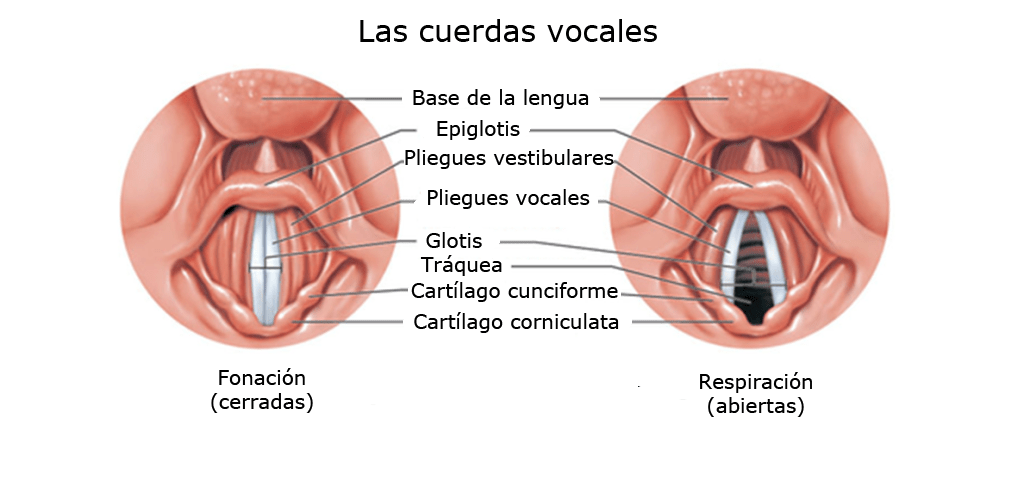 Las cuerdas vocales
Base de la lengua
Epiglotis
Pliegues vestibulares
Pliegues vocales
Glotis
Tráquea
Cartílago cunciforme
Cartílago corniculata
Fonación
(cerradas)
Respiración
(abiertas)